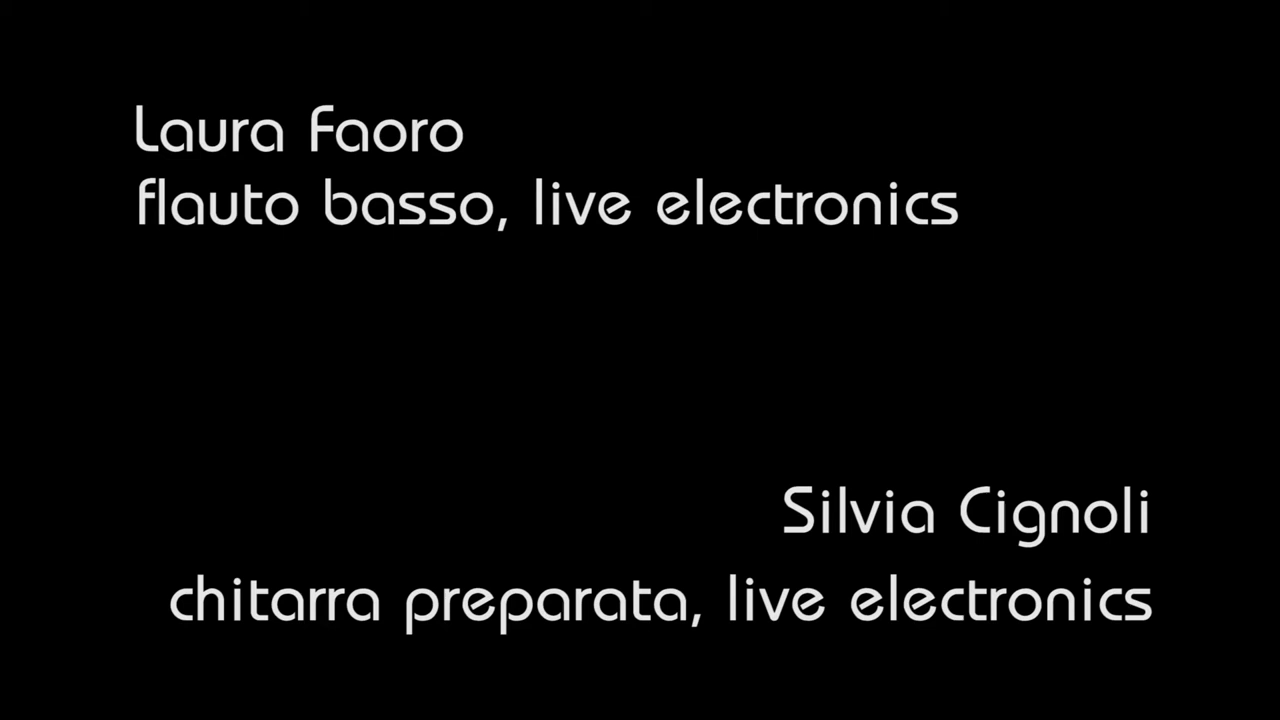 Laura Faoro
flauto basso, live electronics
Silvia Cignoli
chitarra preparata, live electronics